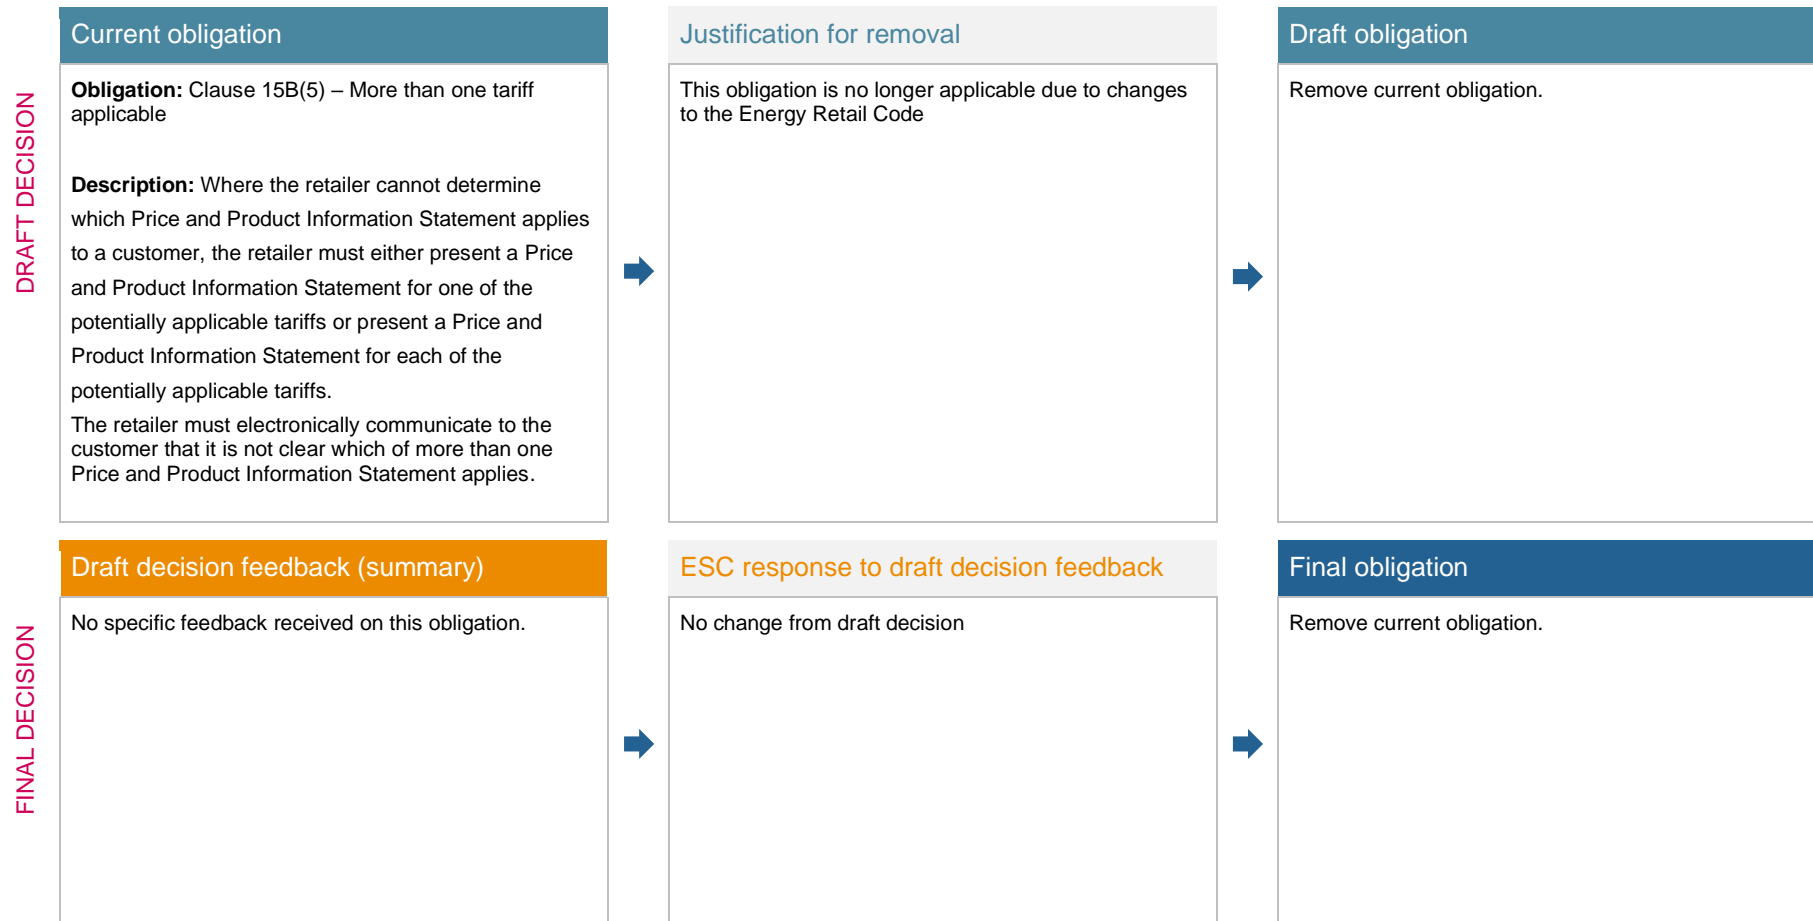 DRAFT DECISION
Current obligation
Obligation: Clause 15B(5) – More than one tariff
applicable
Description: Where the retailer cannot determine
which Price and Product Information Statement applies
to a customer, the retailer must either present a Price
and Product Information Statement for one of the
potentially applicable tariffs or present a Price and
Product Information Statement for each of the
potentially applicable tariffs.
The retailer must electronically communicate to the
customer that it is not clear which of more than one
Price and Product Information Statement applies.
Justification for removal
This obligation is no longer applicable due to changes
to the Energy Retail Code
Draft obligation
Remove current obligation.
FINAL DECISION
Draft decision feedback (summary)
No specific feedback received on this obligation.
ESC response to draft decision feedback
No change from draft decision
Final obligation
Remove current obligation.